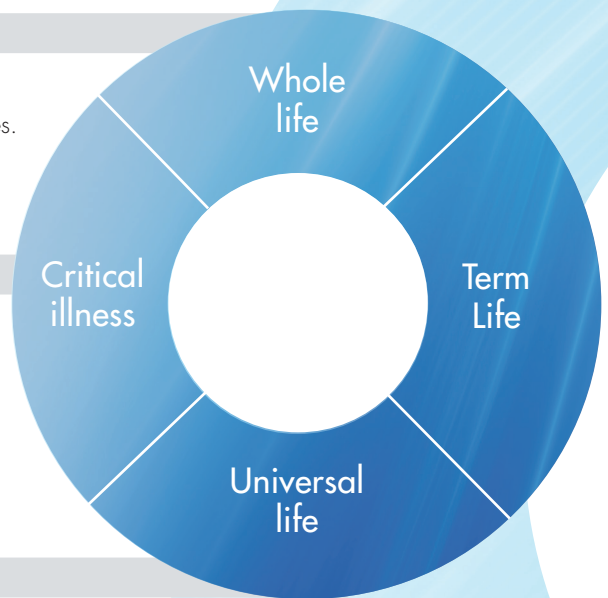 Whole
life
s.
Critical
illness
Term
Life
Universal
life